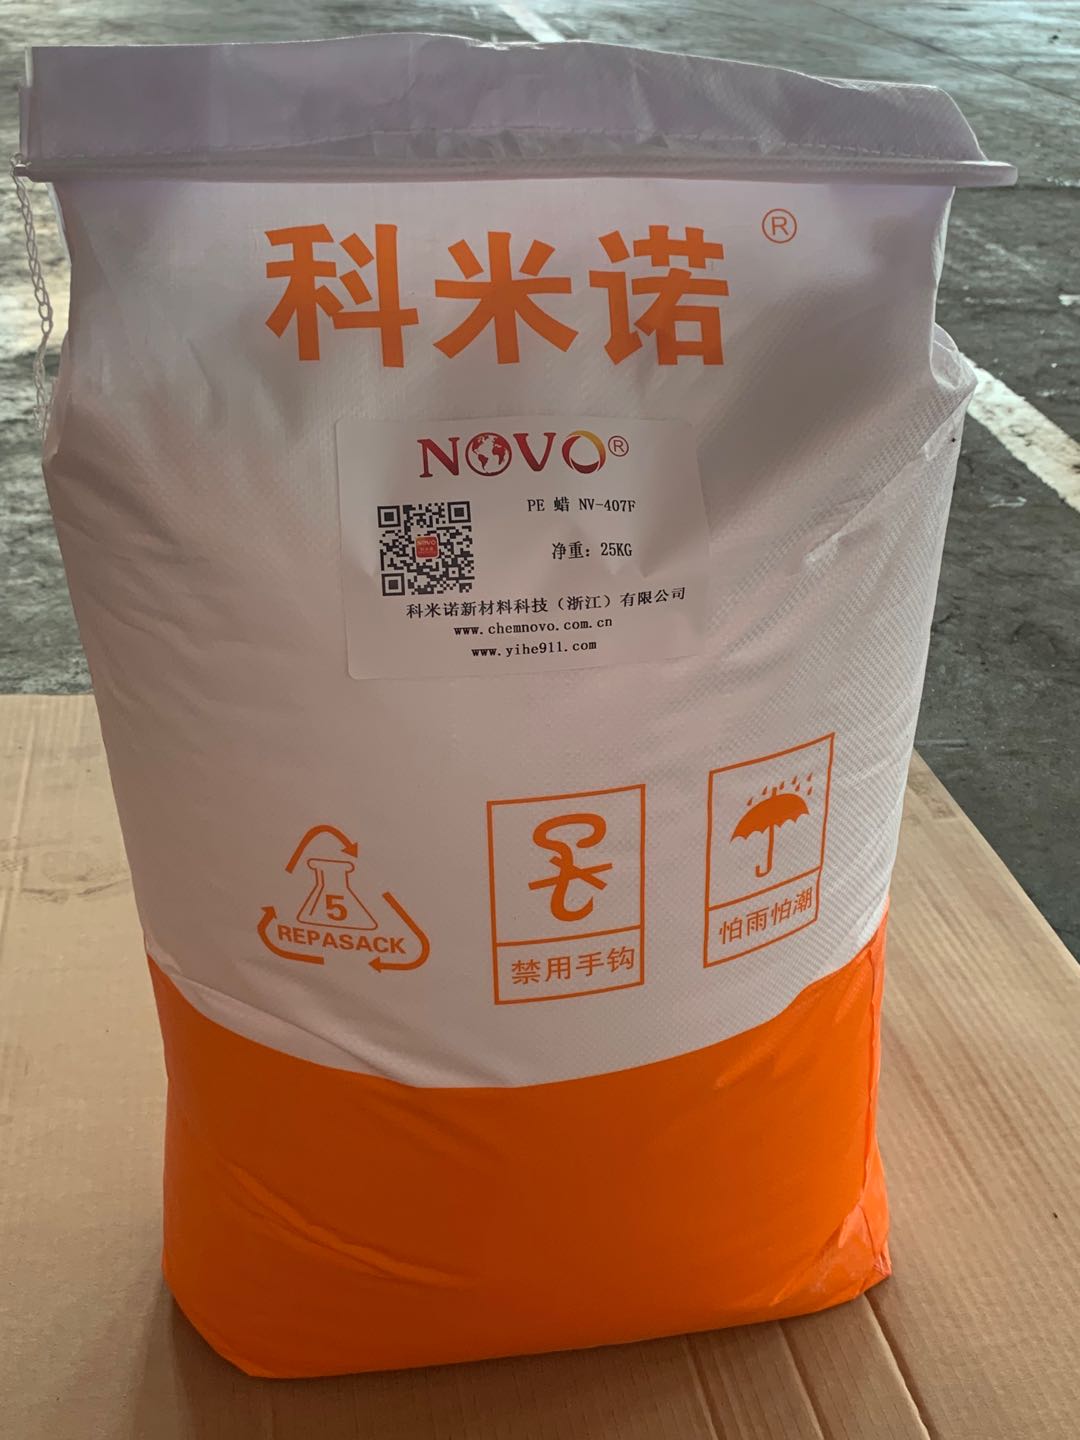 科米诺®
NOVO®
PE 蜡 NV-407F
净重：25KG
科米诺新材料科技（浙江）有限公司
www.chemnovo.com.cn
www.yihe911.com
5
REPASACK
禁用手钩
怕雨怕潮